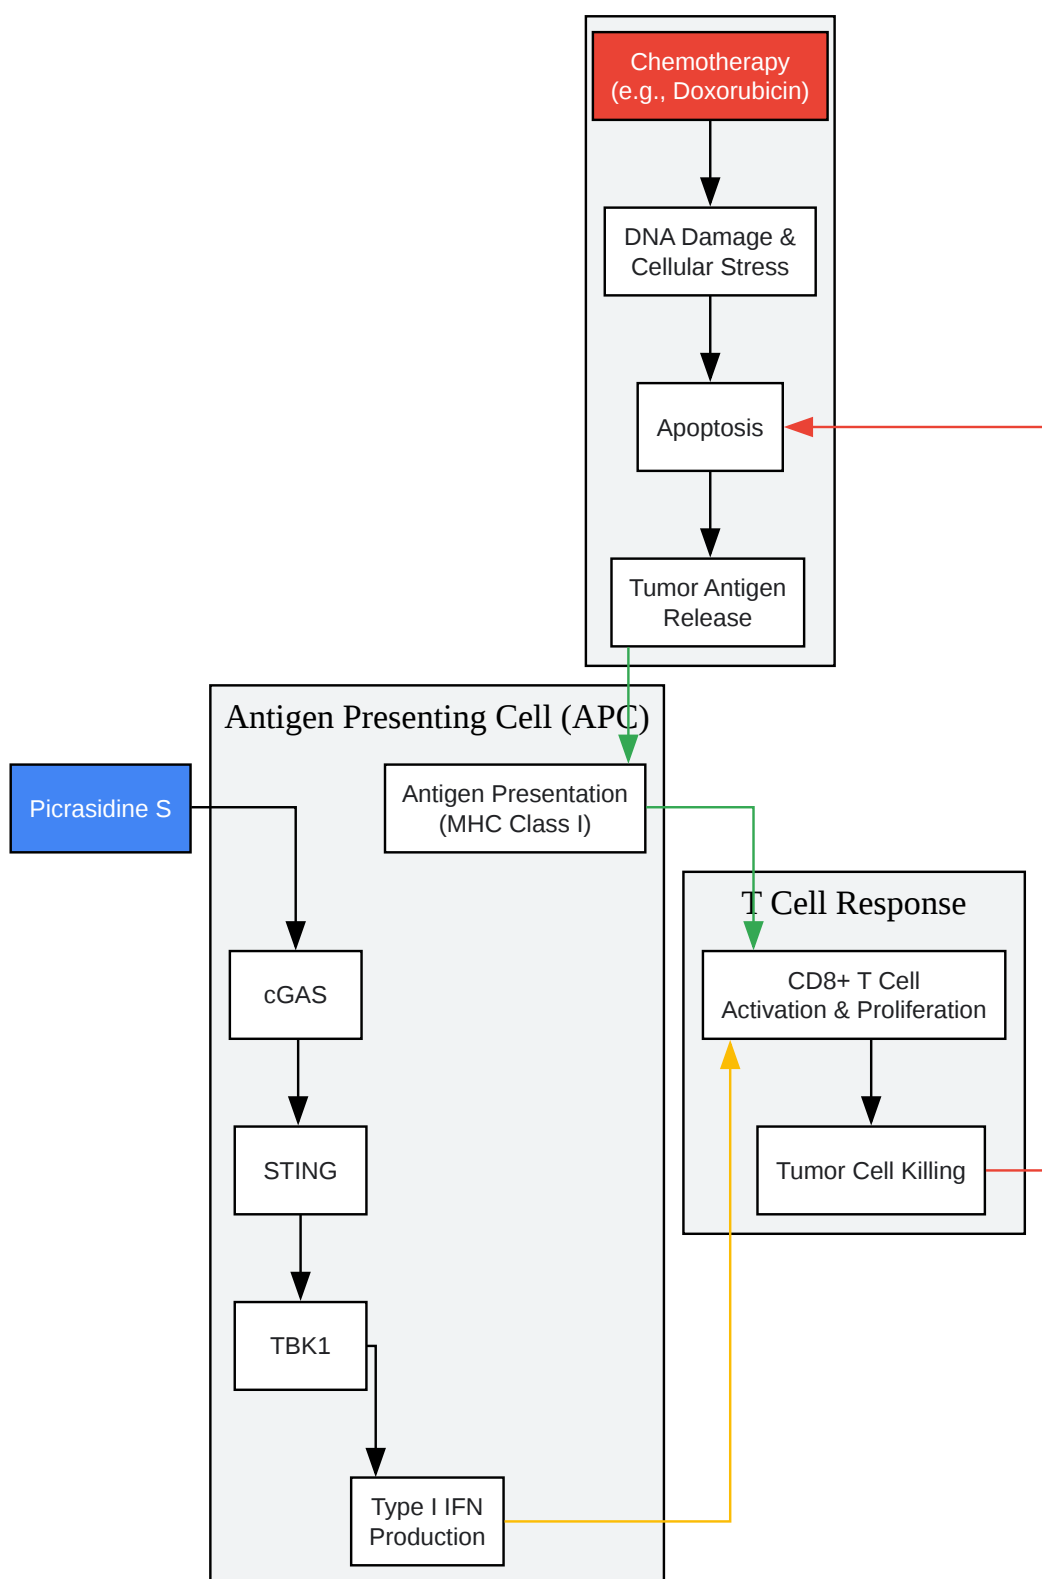 Chemotherapy
(e.g., Doxorubicin)
DNA Damage &
Cellular Stress
Apoptosis
Tumor Antigen
Release
Antigen Presenting Cell (APC)
Picrasidine S
Antigen Presentation
(MHC Class I)
T Cell Response
cGAS
CD8+ T Cell
Activation & Proliferation
STING
Tumor Cell Killing
TBK1
Type I IFN
Production